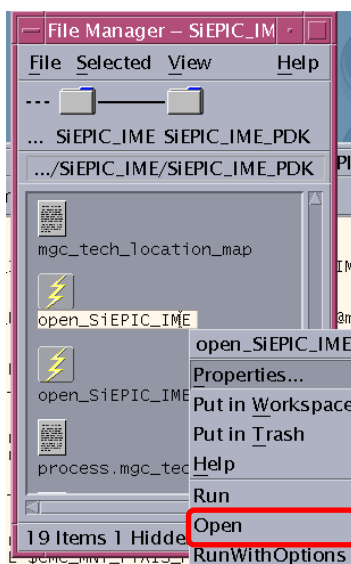 File Manager – SiEPIC_IM
File Selected View Help
... SiEPIC_IME SiEPIC_IME_PDK
.../SiEPIC_IME/SiEPIC_IME_PDK
mgc_tech_location_map
open_SiEPIC_IME
open_SiEPIC_IME
open_SiEPIC_IME
Properties...
Put in Workspace
Put in Trash
process.mgc_tec
Help
Run
Open
19 Items 1 Hidde
RunWithOptions